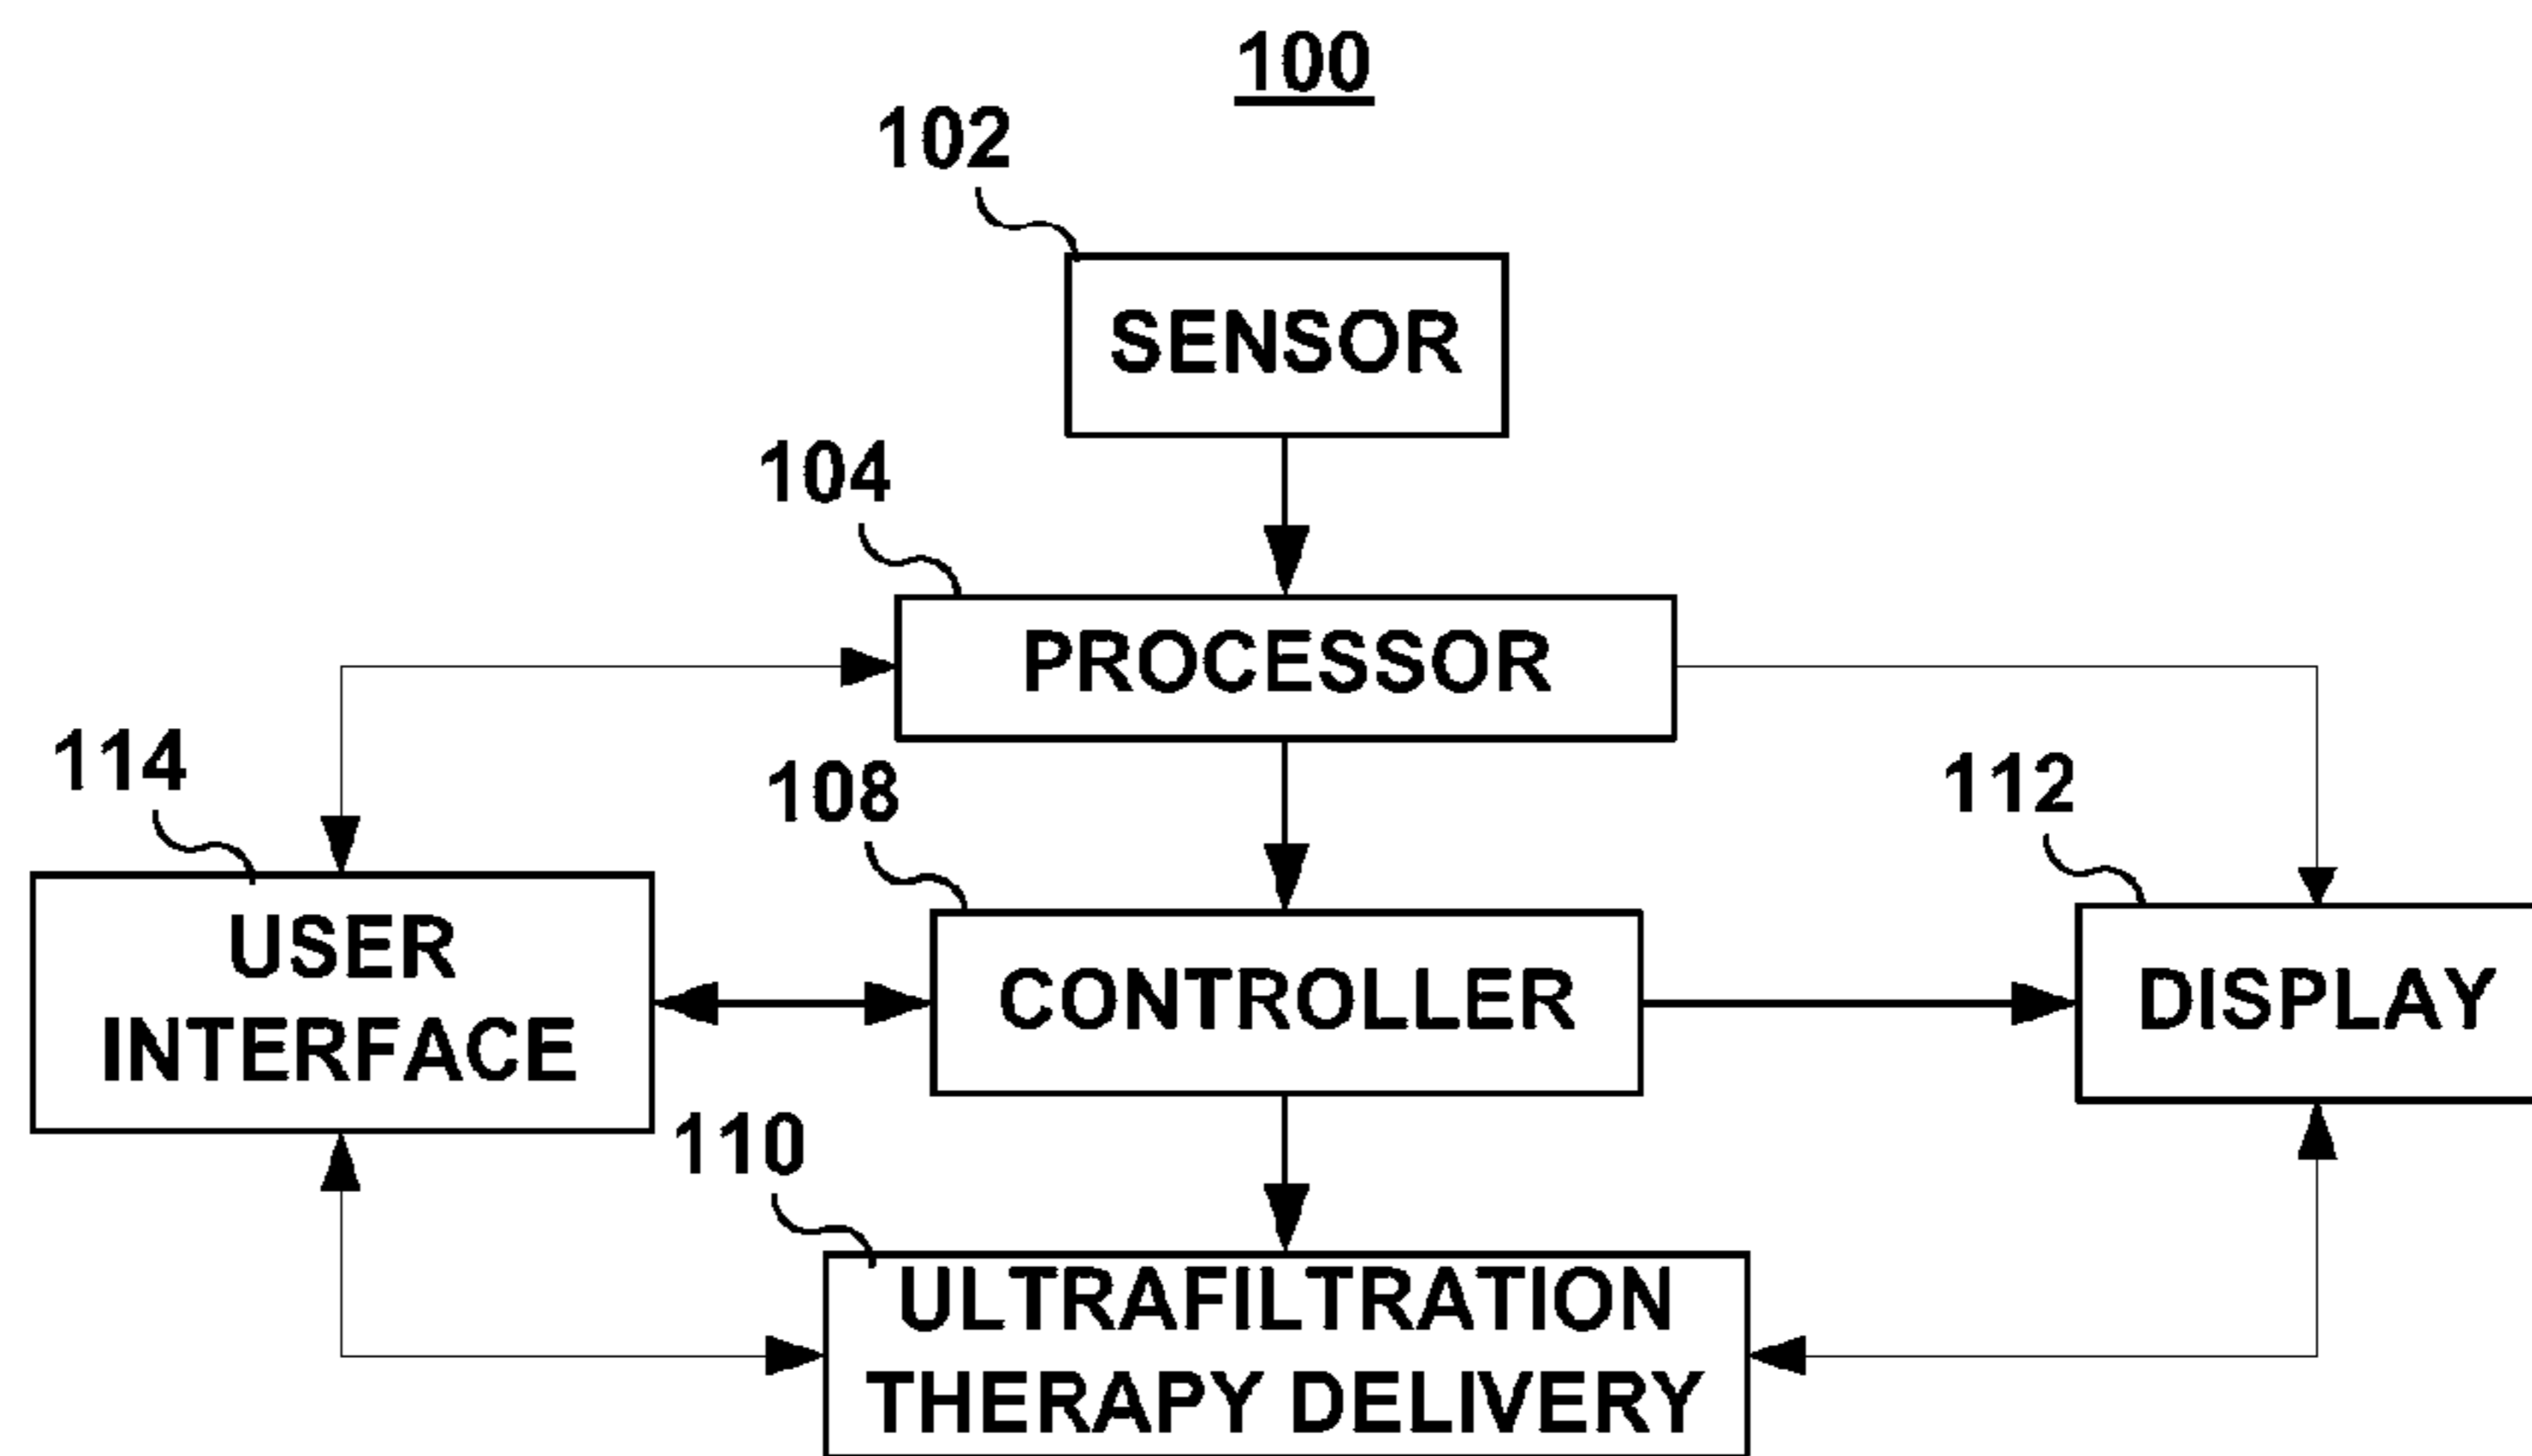 100
102
SENSOR
104
PROCESSOR
114
108
112
USER
INTERFACE
CONTROLLER
DISPLAY
110
ULTRAFILTRATION
THERAPY DELIVERY